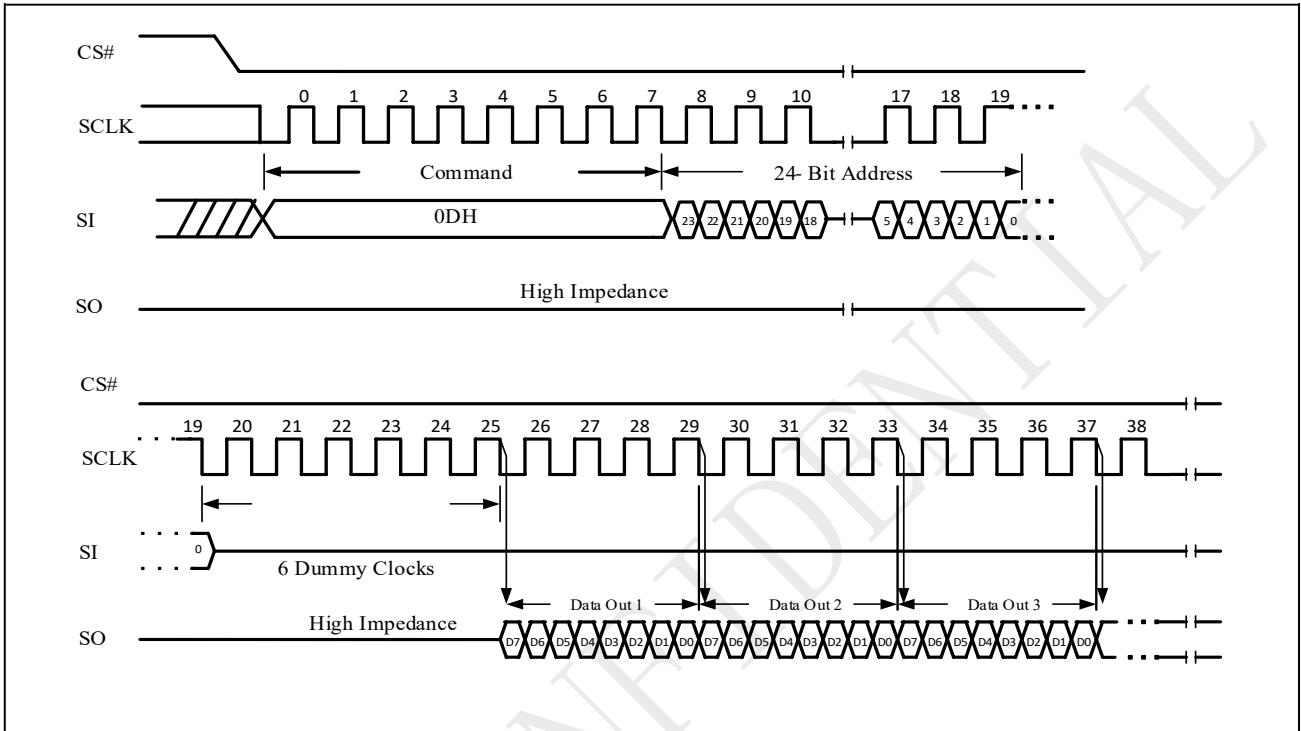 CS#
0 1 2 3 4 5 6 7 8 9 10 17 18 19
SCLK
Command 24- Bit Address
SI 0DH 23 22 21 20 19 18 5 4 3 2 1 0
High Impedance
SO
CS#
19 20 21 22 23 24 25 26 27 28 29 30 31 32 33 34 35 36 37 38
SCLK
SI 0
6 Dummy Clocks
Data Out 1 Data Out 2 Data Out 3
High Impedance
SO D7 D6 D5 D4 D3 D2 D1 D0 D7 D6 D5 D4 D3 D2 D1 D0 D7 D6 D5 D4 D3 D2 D1 D0
NFIDENTIAL